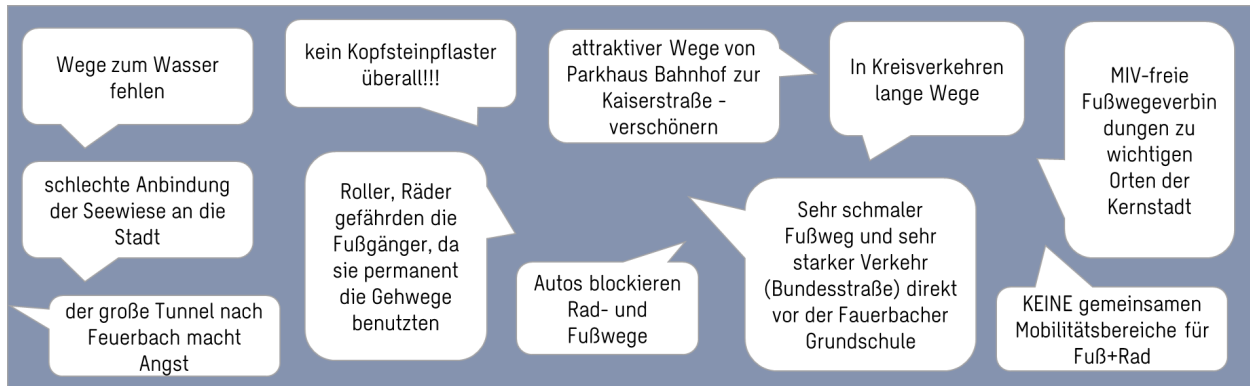 Wege zum Wasser
fehlen
kein Kopfsteinpflaster
überall!!!
attraktiver Wege von
Parkhaus Bahnhof zur
Kaiserstraße -
verschönern
In Kreisverkehren
lange Wege
MIV-freie
Fußwegeverbin
dungen zu
wichtigen
Orten der
Kernstadt
schlechte Anbindung
der Seewiese an die
Stadt
Roller, Räder
gefährden die
Fußgänger, da
sie permanent
die Gehwege
benutzten
Autos blockieren
Rad- und
Fußwege
Sehr schmaler
Fußweg und sehr
starker Verkehr
(Bundesstraße) direkt
vor der Fauerbacher
Grundschule
KEINE gemeinsamen
Mobilitätsbereiche für
Fuß+Rad
der große Tunnel nach
Feuerbach macht
Angst